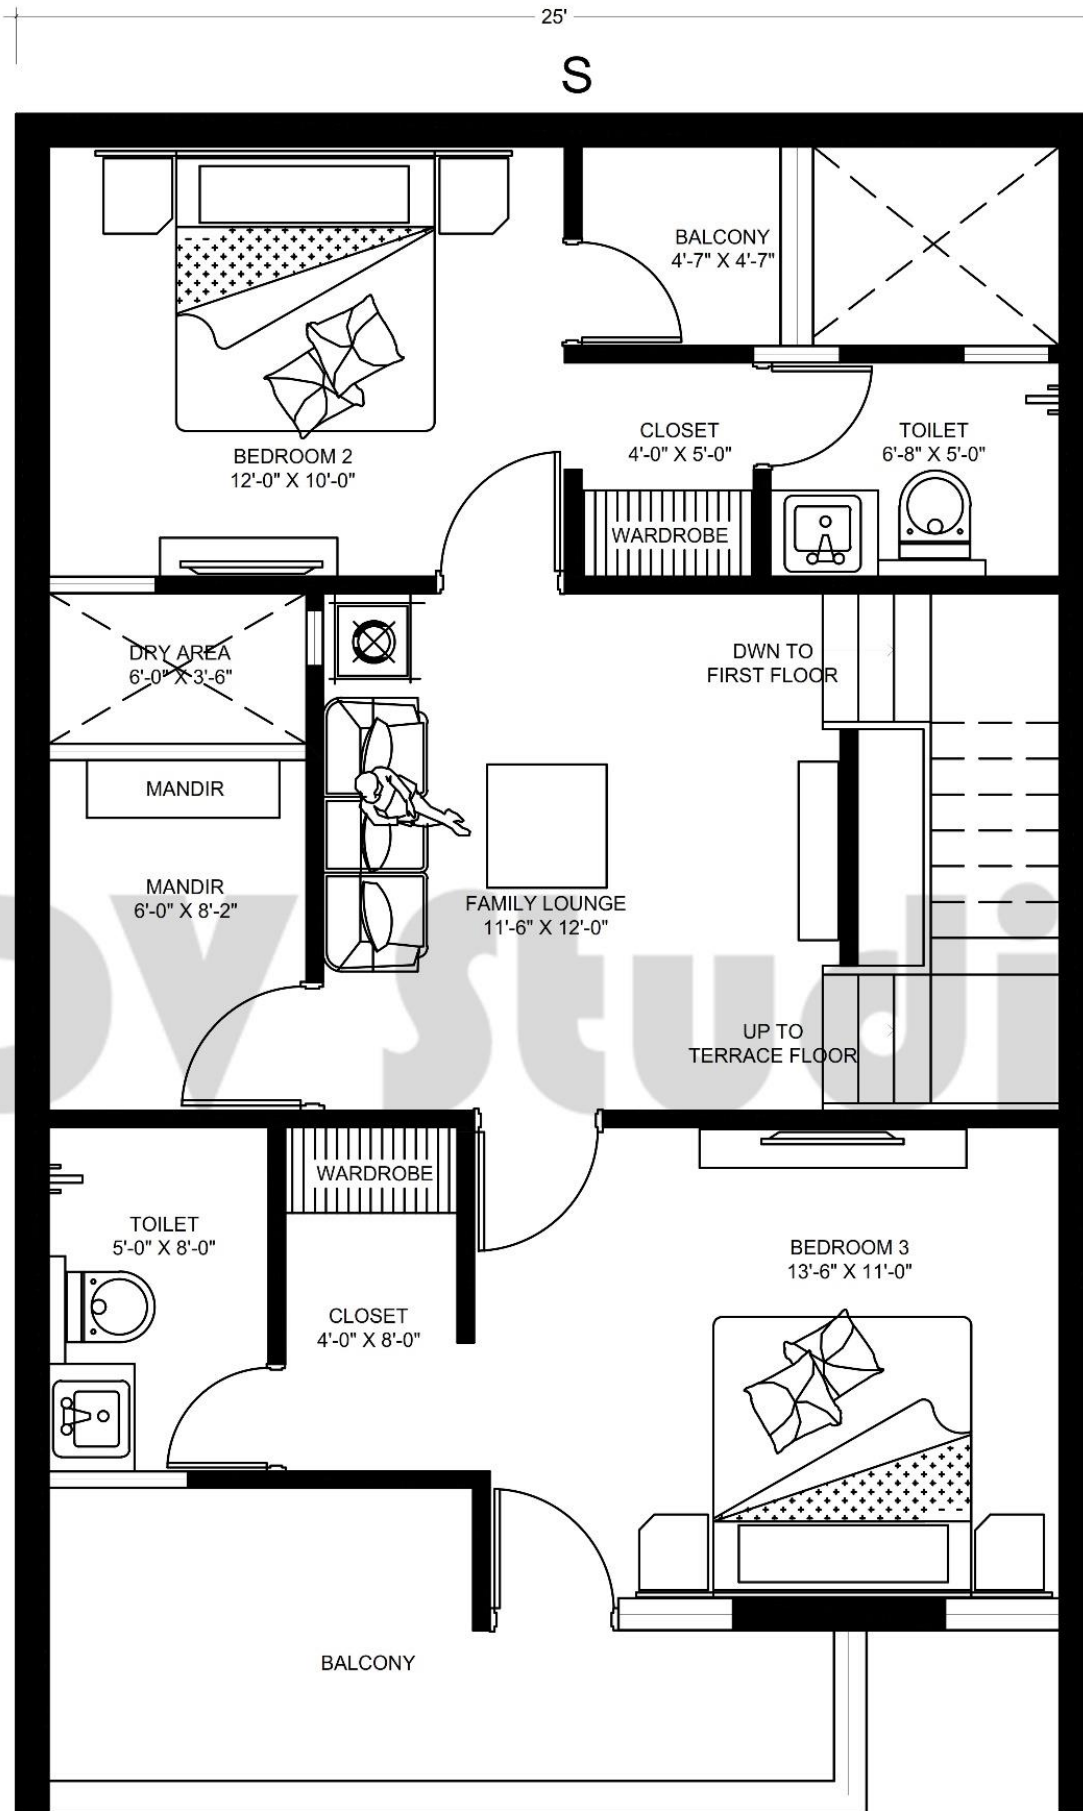 25'
S
BALCONY
4'-7" X 4'-7"
BEDROOM 2
12'-0" X 10'-0"
CLOSET
4'-0" X 5'-0"
TOILET
6'-8" X 5'-0"
WARDROBE
DRY AREA
6'-0" X 3'-6"
DWN TO
FIRST FLOOR
MANDIR
MANDIR
6'-0" X 8'-2"
FAMILY LOUNGE
11'-6" X 12'-0"
UP TO
TERRACE FLOOR
WARDROBE
TOILET
5'-0" X 8'-0"
CLOSET
4'-0" X 8'-0"
BEDROOM 3
13'-6" X 11'-0"
BALCONY